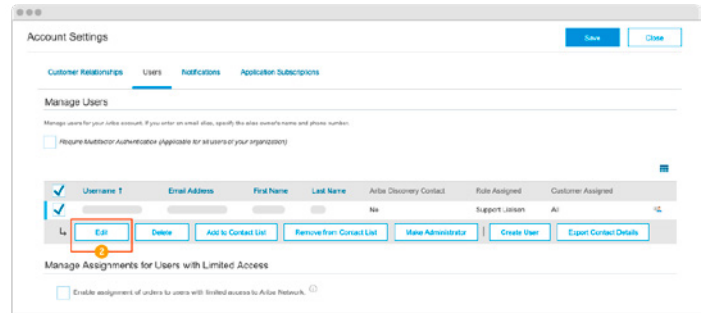 Account Settings
Save
Close
Customer Relationships Users Notifications Application Subscriptions
Manage Users
Manage users for your Ariba account. If you enter an email alias, specify the alias owner's name and phone number.
Require Multifactor Authentication (Applicable for all users of your organization)
Username ↑ Email Address First Name Last Name Ariba Discovery Contact Role Assigned Customer Assigned
No Support Liaison All
Edit Delete Add to Contact List Remove from Contact List Make Administrator Create User Export Contact Details
2
Manage Assignments for Users with Limited Access
Enable assignment of orders to users with limited access to Ariba Network.